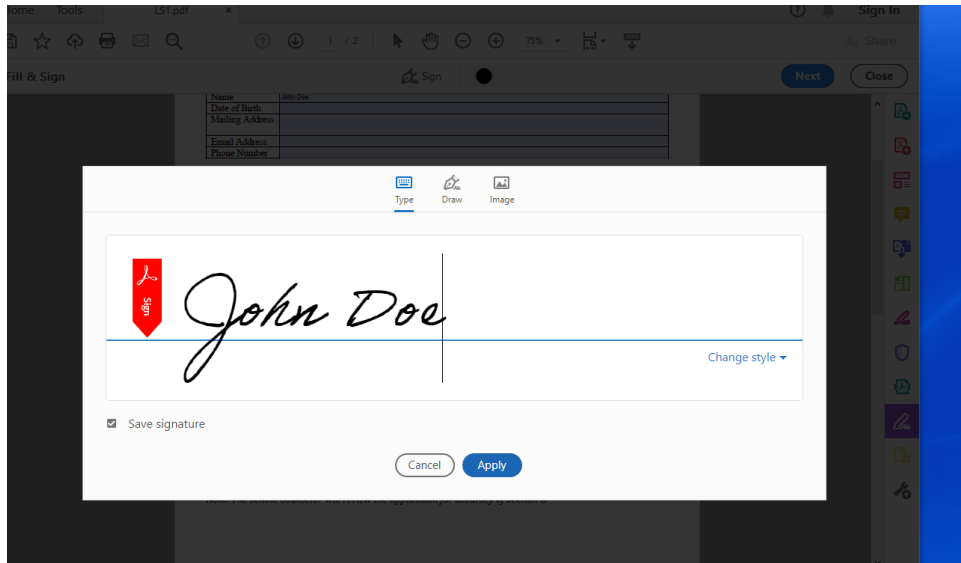 Home Tools LS1.pdf × Sign In
1 / 2 75% Share
Fill & Sign Sign Next Close
Name John Doe
Date of Birth
Mailing Address
Email Address
Phone Number
Type Draw Image
Sign
John Doe
Change style
Save signature
Cancel Apply